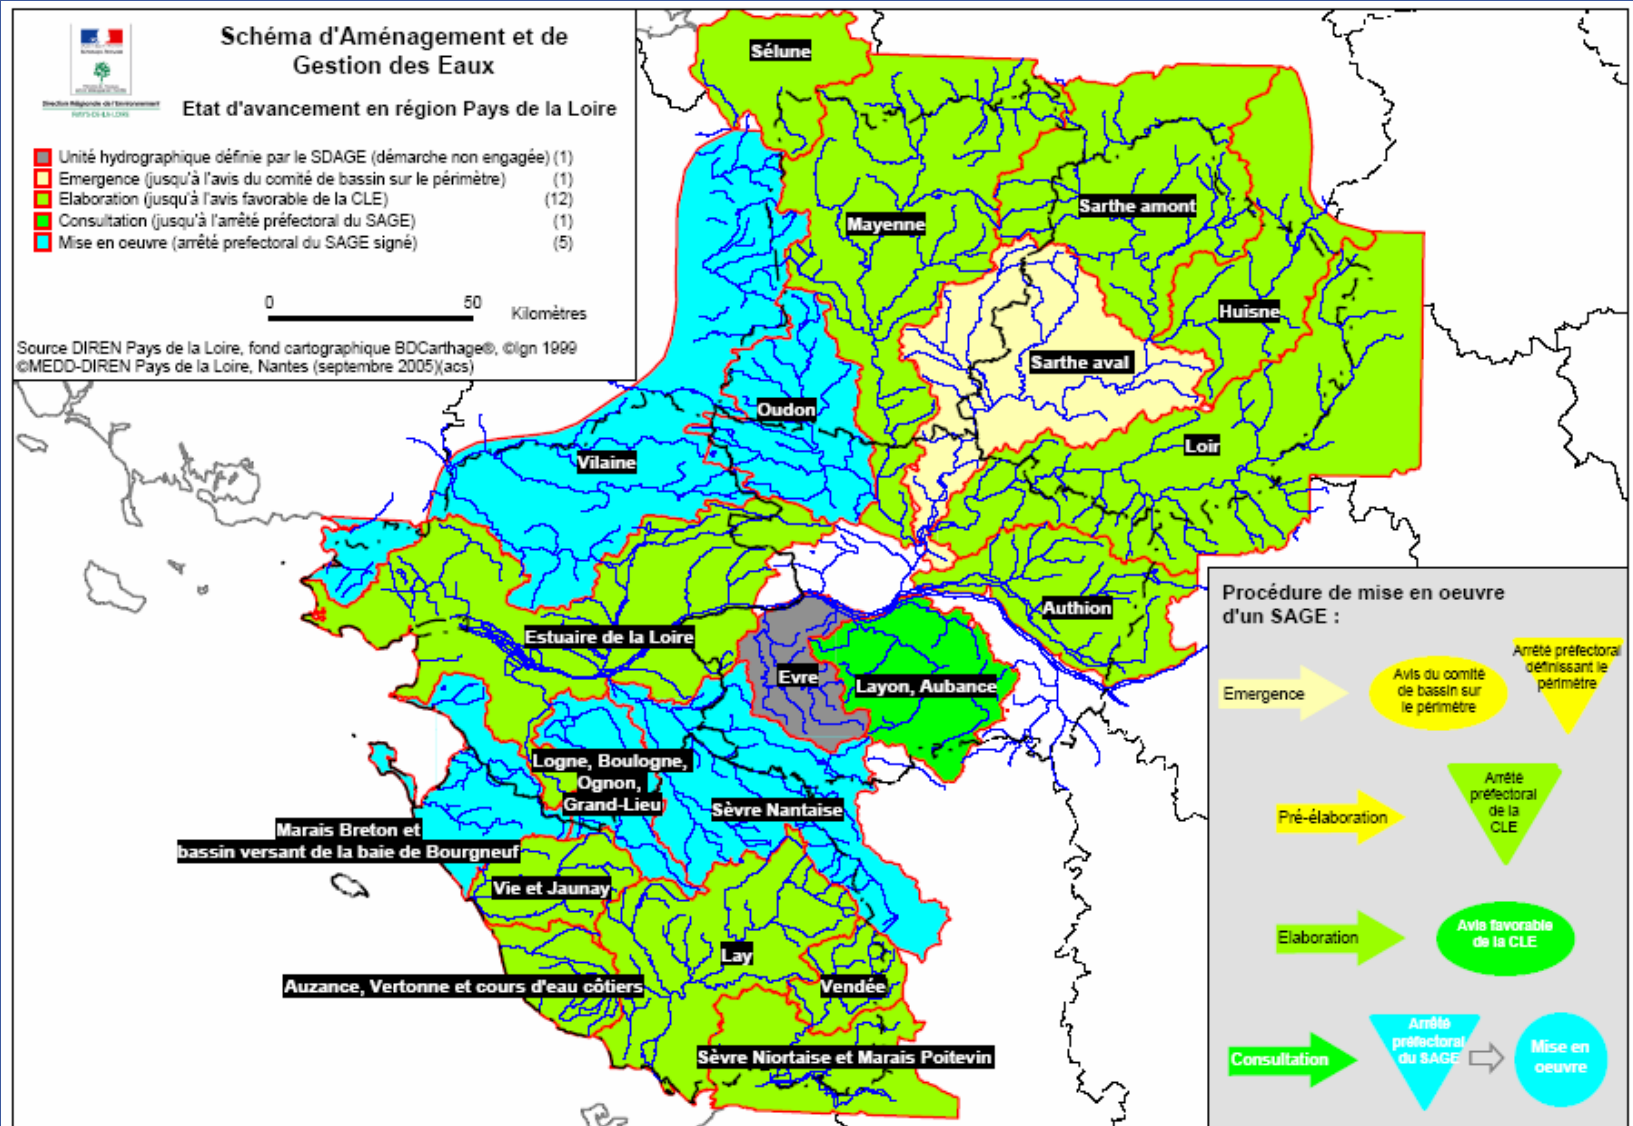 Schéma d'Aménagement et de
Gestion des Eaux
Etat d'avancement en région Pays de la Loire
Direction Régionale de l'Environnement
PAYS-DE-LA-LOIRE
Unité hydrographique définie par le SDAGE (démarche non engagée) (1)
Emergence (jusqu'à l'avis du comité de bassin sur le périmètre) (1)
Elaboration (jusqu'à l'avis favorable de la CLE) (12)
Consultation (jusqu'à l'arrêté préfectoral du SAGE) (1)
Mise en oeuvre (arrêté prefectoral du SAGE signé) (5)
0 50
Kilomètres
Source DIREN Pays de la Loire, fond cartographique BDCarthage®, ©Ign 1999
©MEDD-DIREN Pays de la Loire, Nantes (septembre 2005)(acs)
Sélune
Mayenne
Sarthe amont
Huisne
Sarthe aval
Oudon
Loir
Vilaine
Authion
Estuaire de la Loire
Evre
Layon, Aubance
Logne, Boulogne,
Ognon,
Grand-Lieu
Sèvre Nantaise
Marais Breton et
bassin versant de la baie de Bourgneuf
Vie et Jaunay
Lay
Auzance, Vertonne et cours d'eau côtiers
Vendée
Sèvre Niortaise et Marais Poitevin
Procédure de mise en oeuvre
d'un SAGE :
Emergence
Avis du comité
de bassin sur
le périmètre
Arrêté préfectoral
définissant le
périmètre
Pré-élaboration
Arrêté
préfectoral
de la
CLE
Elaboration
Avis favorable
de la CLE
Consultation
Arrêté
préfectoral
du SAGE
Mise en
oeuvre